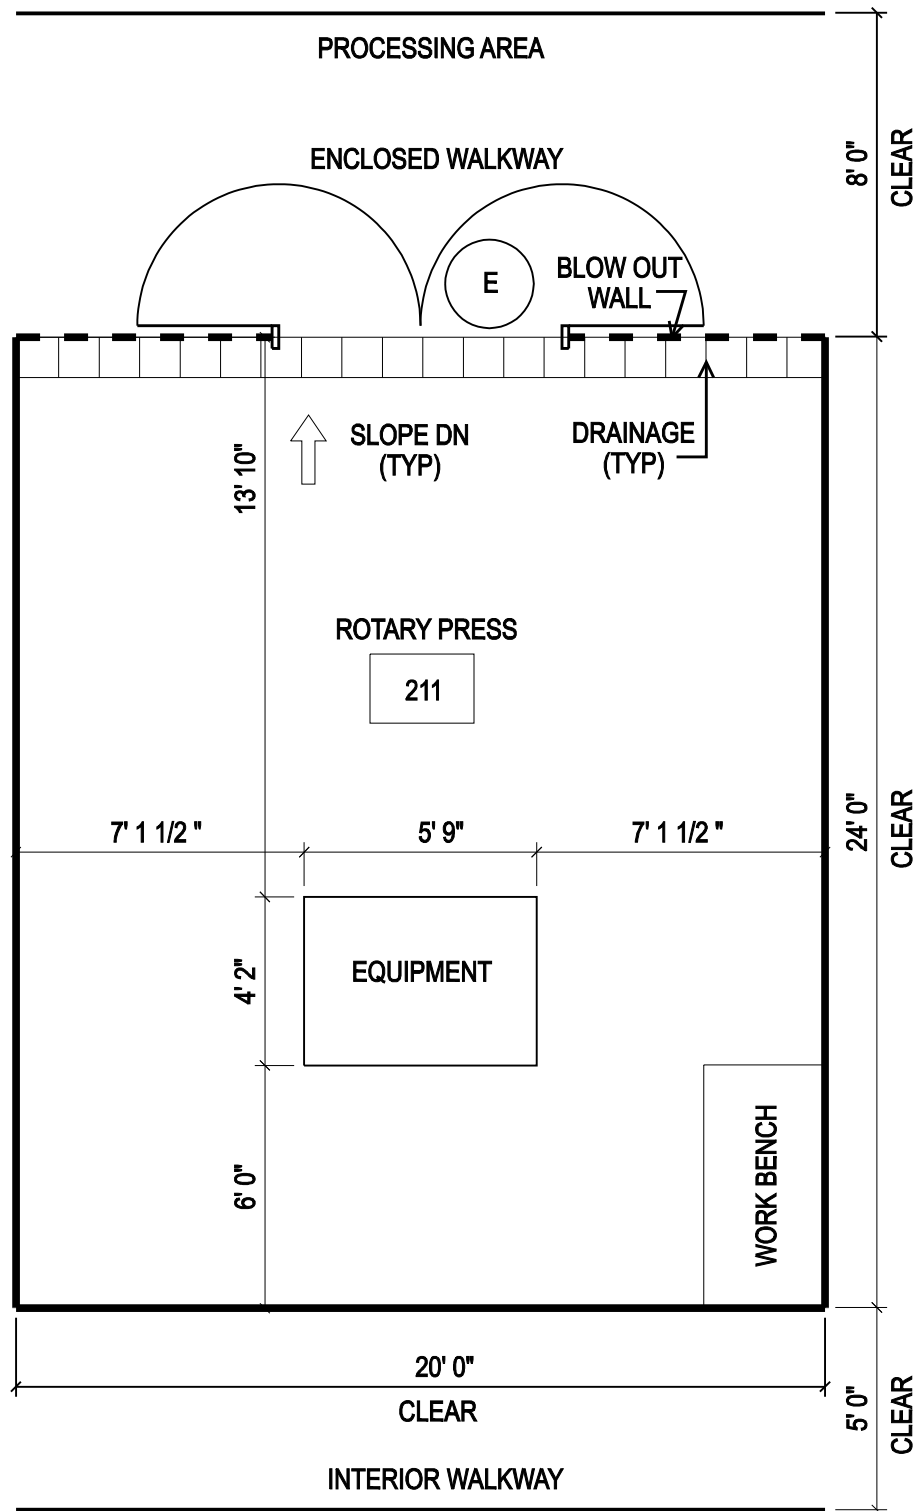 PROCESSING AREA
ENCLOSED WALKWAY
8' 0"
CLEAR
E
BLOW OUT
WALL
SLOPE DN
(TYP)
DRAINAGE
(TYP)
13' 10"
ROTARY PRESS
211
7' 1 1/2 "
5' 9"
7' 1 1/2 "
24' 0"
CLEAR
4' 2"
EQUIPMENT
6' 0"
WORK BENCH
20' 0"
CLEAR
5' 0"
CLEAR
INTERIOR WALKWAY